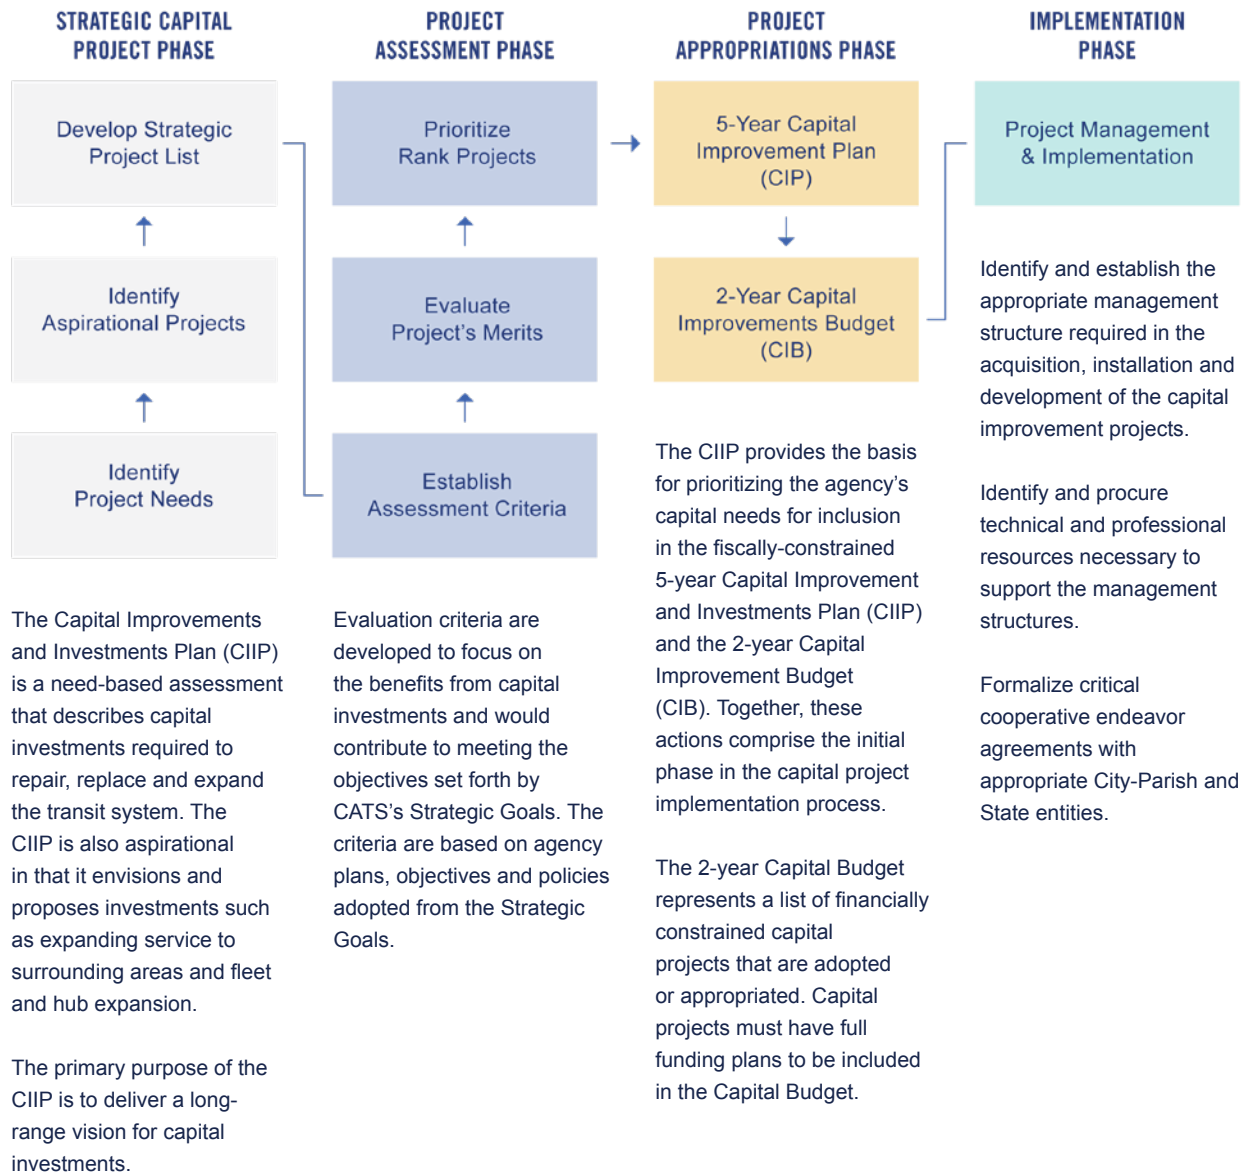 STRATEGIC CAPITAL
PROJECT PHASE
Develop Strategic
Project List
Identify
Aspirational Projects
Identify
Project Needs
The Capital Improvements
and Investments Plan (CIIP)
is a need-based assessment
that describes capital
investments required to
repair, replace and expand
the transit system. The
CIIP is also aspirational
in that it envisions and
proposes investments such
as expanding service to
surrounding areas and fleet
and hub expansion.
The primary purpose of the
CIIP is to deliver a long-
range vision for capital
investments.
PROJECT
ASSESSMENT PHASE
Prioritize
Rank Projects
Evaluate
Project’s Merits
Establish
Assessment Criteria
Evaluation criteria are
developed to focus on
the benefits from capital
investments and would
contribute to meeting the
objectives set forth by
CATS’s Strategic Goals. The
criteria are based on agency
plans, objectives and policies
adopted from the Strategic
Goals.
PROJECT
APPROPRIATIONS PHASE
5-Year Capital
Improvement Plan
(CIP)
2-Year Capital
Improvements Budget
(CIB)
The CIIP provides the basis
for prioritizing the agency’s
capital needs for inclusion
in the fiscally-constrained
5-year Capital Improvement
and Investments Plan (CIIP)
and the 2-year Capital
Improvement Budget
(CIB). Together, these
actions comprise the initial
phase in the capital project
implementation process.
The 2-year Capital Budget
represents a list of financially
constrained capital
projects that are adopted
or appropriated. Capital
projects must have full
funding plans to be included
in the Capital Budget.
IMPLEMENTATION
PHASE
Project Management
& Implementation
Identify and establish the
appropriate management
structure required in the
acquisition, installation and
development of the capital
improvement projects.
Identify and procure
technical and professional
resources necessary to
support the management
structures.
Formalize critical
cooperative endeavor
agreements with
appropriate City-Parish and
State entities.